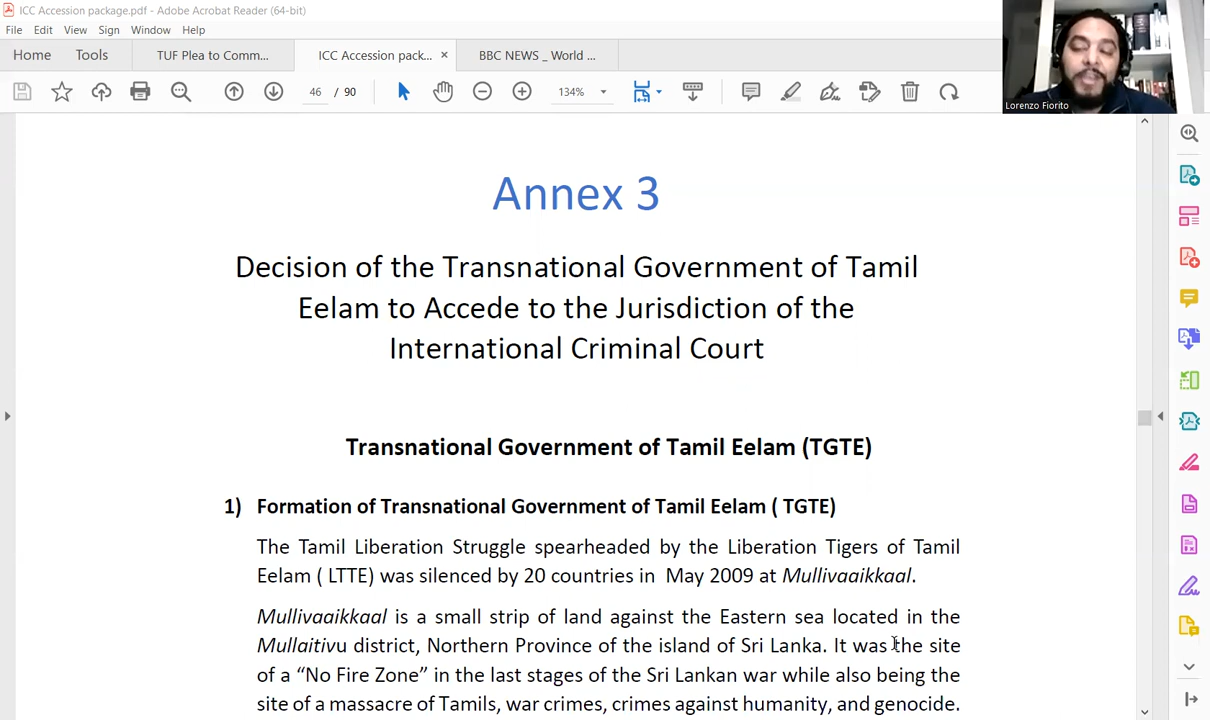 ICC Accession package.pdf - Adobe Acrobat Reader (64-bit)
File Edit View Sign Window Help
Home Tools TUF Plea to Comm... ICC Accession pack... × BBC NEWS _ World ...
46 / 90 134%
Lorenzo Fiorito
Annex 3
Decision of the Transnational Government of Tamil
Eelam to Accede to the Jurisdiction of the
International Criminal Court
Transnational Government of Tamil Eelam (TGTE)
1) Formation of Transnational Government of Tamil Eelam ( TGTE)
The Tamil Liberation Struggle spearheaded by the Liberation Tigers of Tamil
Eelam ( LTTE) was silenced by 20 countries in May 2009 at Mullivaaikkaal.
Mullivaaikkaal is a small strip of land against the Eastern sea located in the
Mullaitivu district, Northern Province of the island of Sri Lanka. It was the site
of a “No Fire Zone” in the last stages of the Sri Lankan war while also being the
site of a massacre of Tamils, war crimes, crimes against humanity, and genocide.